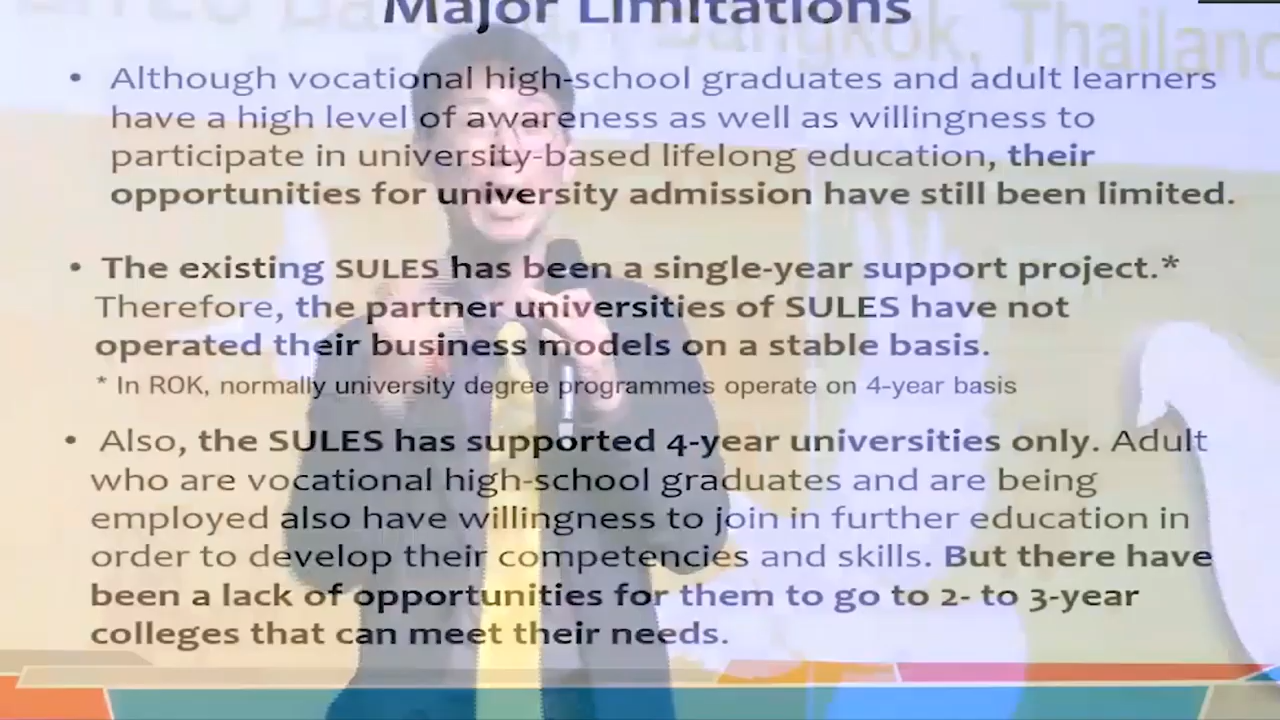 Bangkok, Thailand
Major Limitations
• Although vocational high-school graduates and adult learners
have a high level of awareness as well as willingness to
participate in university-based lifelong education, their
opportunities for university admission have still been limited.
• The existing SULES has been a single-year support project.*
Therefore, the partner universities of SULES have not
operated their business models on a stable basis.
* In ROK, normally university degree programmes operate on 4-year basis
• Also, the SULES has supported 4-year universities only. Adult
who are vocational high-school graduates and are being
employed also have willingness to join in further education in
order to develop their competencies and skills. But there have
been a lack of opportunities for them to go to 2- to 3-year
colleges that can meet their needs.